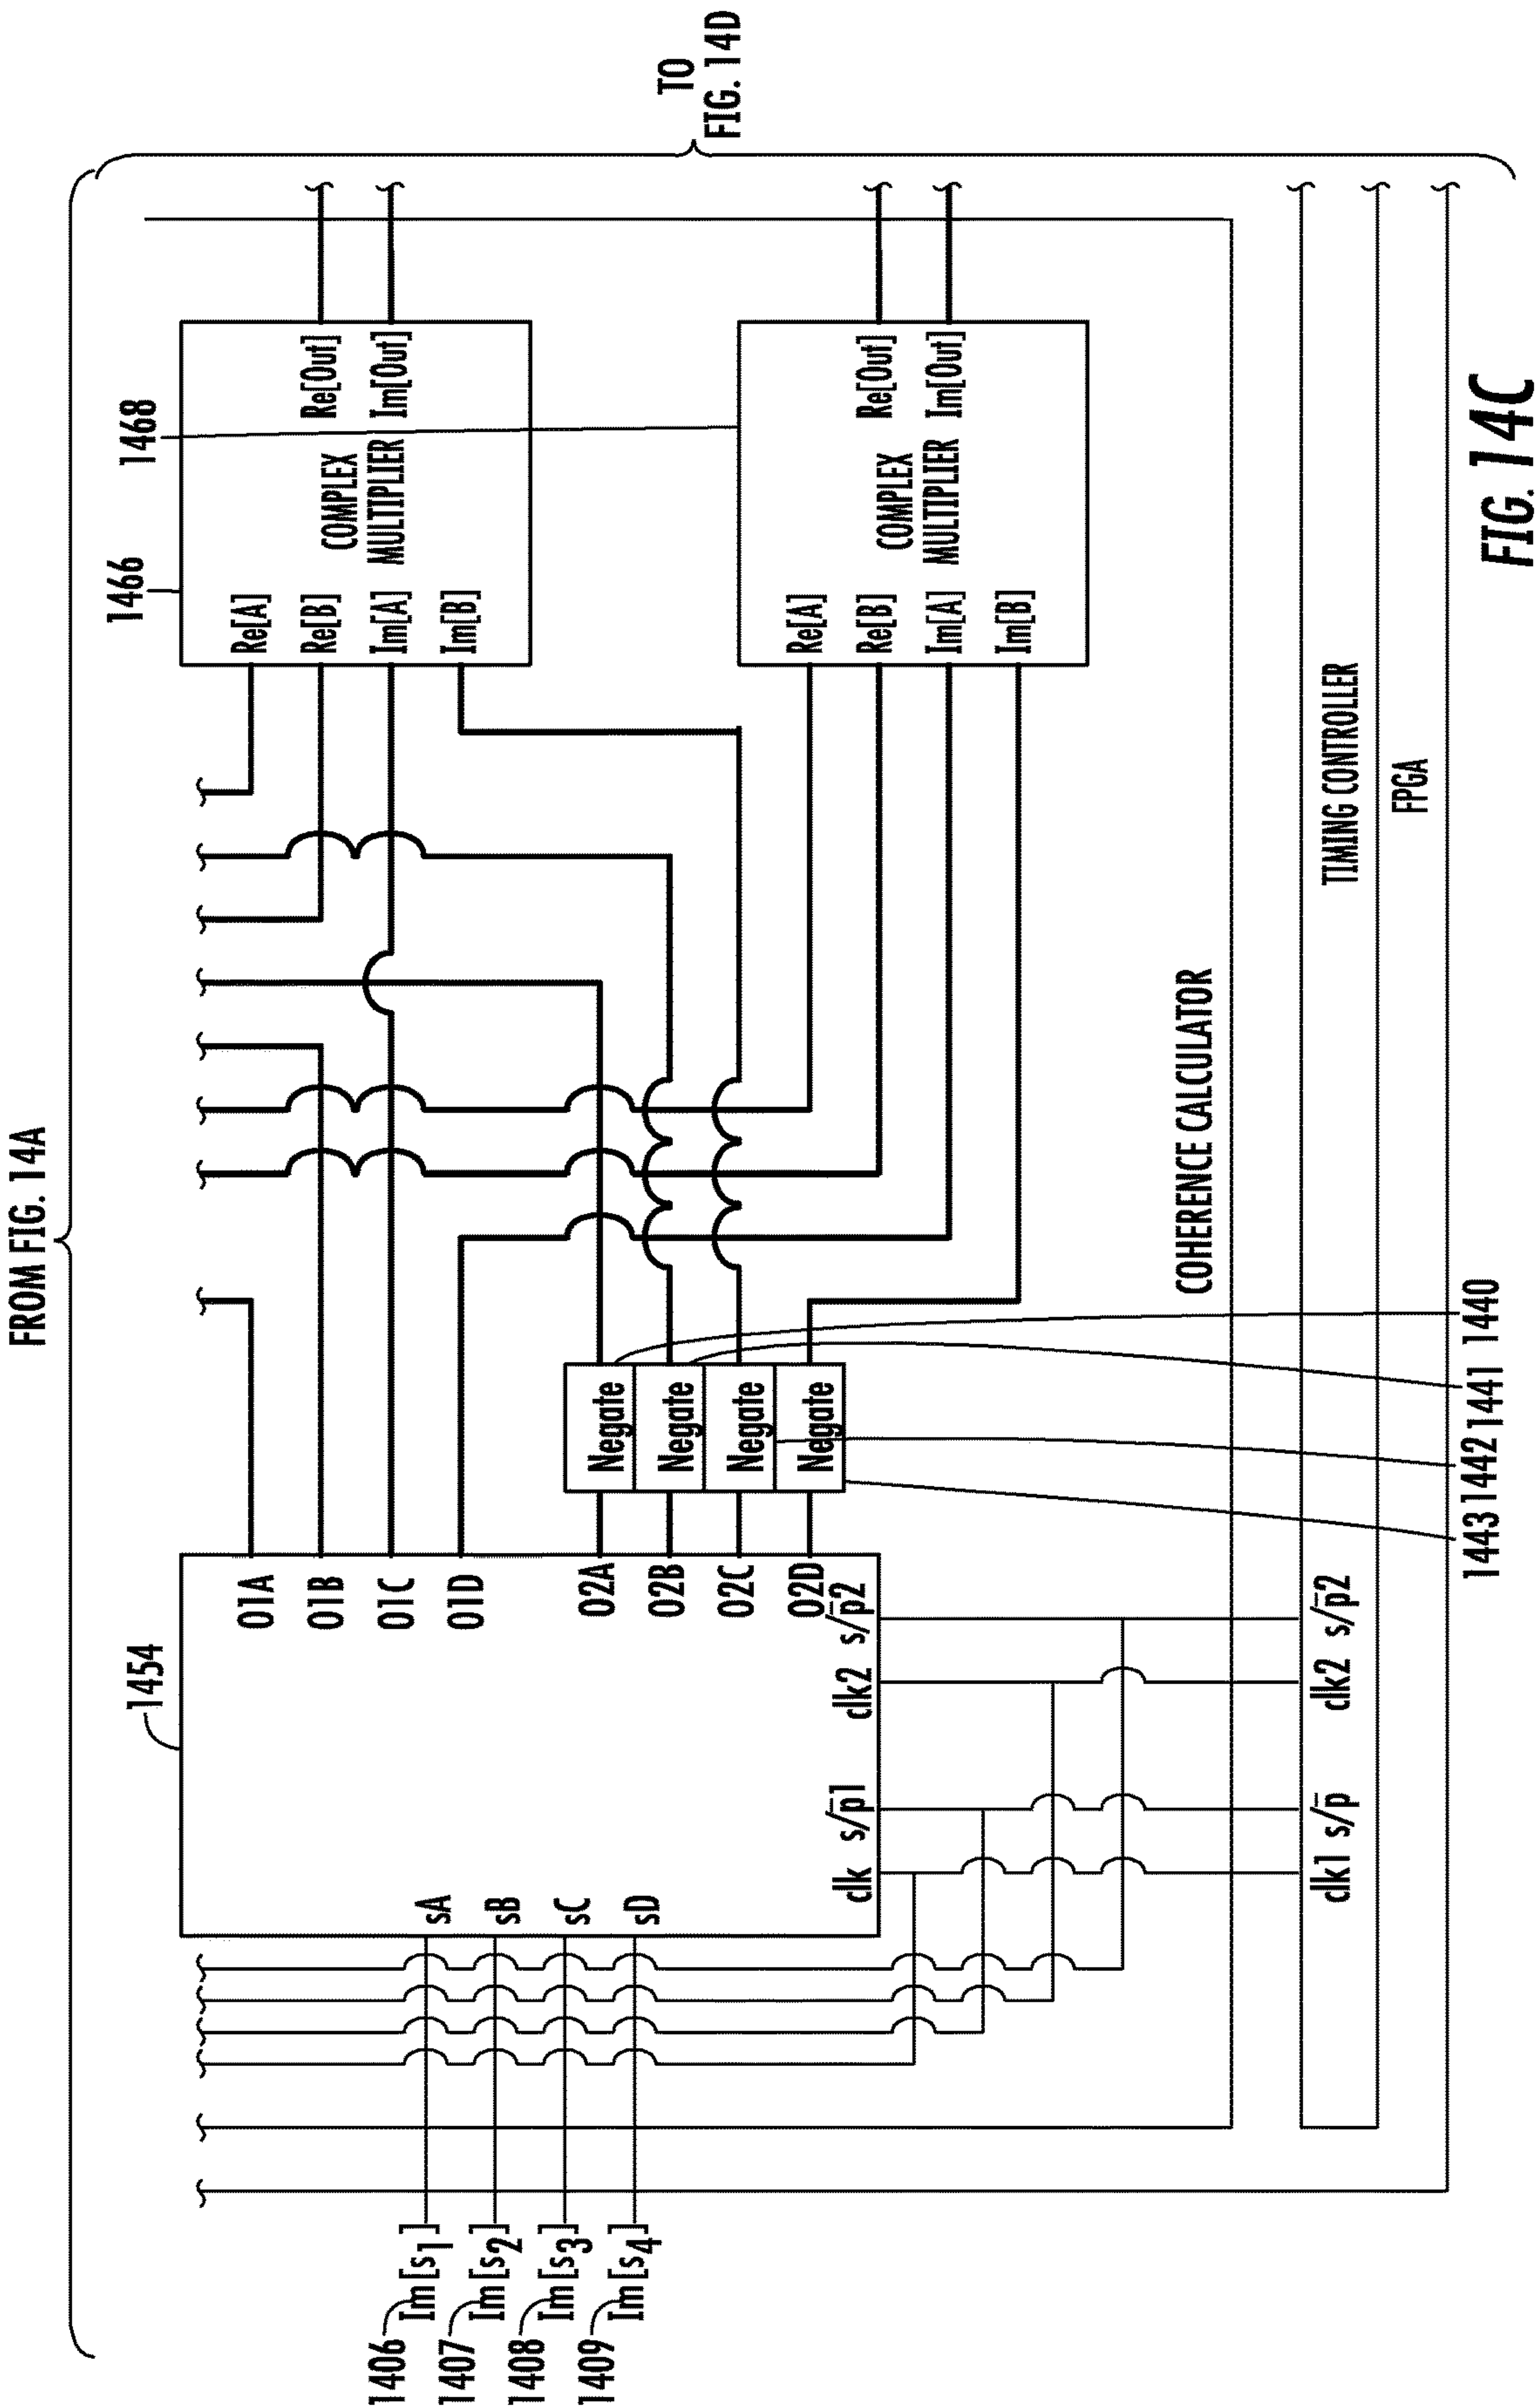 FROM FIG. 14A
TO
FIG. 14D
1454
1466
1468
O1A
O1B
O1C
O1D
O2A
O2B
O2C
O2D
sA
sB
sC
sD
clk
s/p1
clk2
s/p2
1406
Im[s1]
1407
Im[s2]
1408
Im[s3]
1409
Im[s4]
Negate
Negate
Negate
Negate
Re[A]
Re[B]
Im[A]
Im[B]
COMPLEX
MULTIPLIER
Re[Out]
Im[Out]
Re[A]
Re[B]
Im[A]
Im[B]
COMPLEX
MULTIPLIER
Re[Out]
Im[Out]
COHERENCE CALCULATOR
clk1
s/p̅
clk2
s/p̅2
TIMING CONTROLLER
FPGA
1443
1442
1441
1440
FIG. 14C